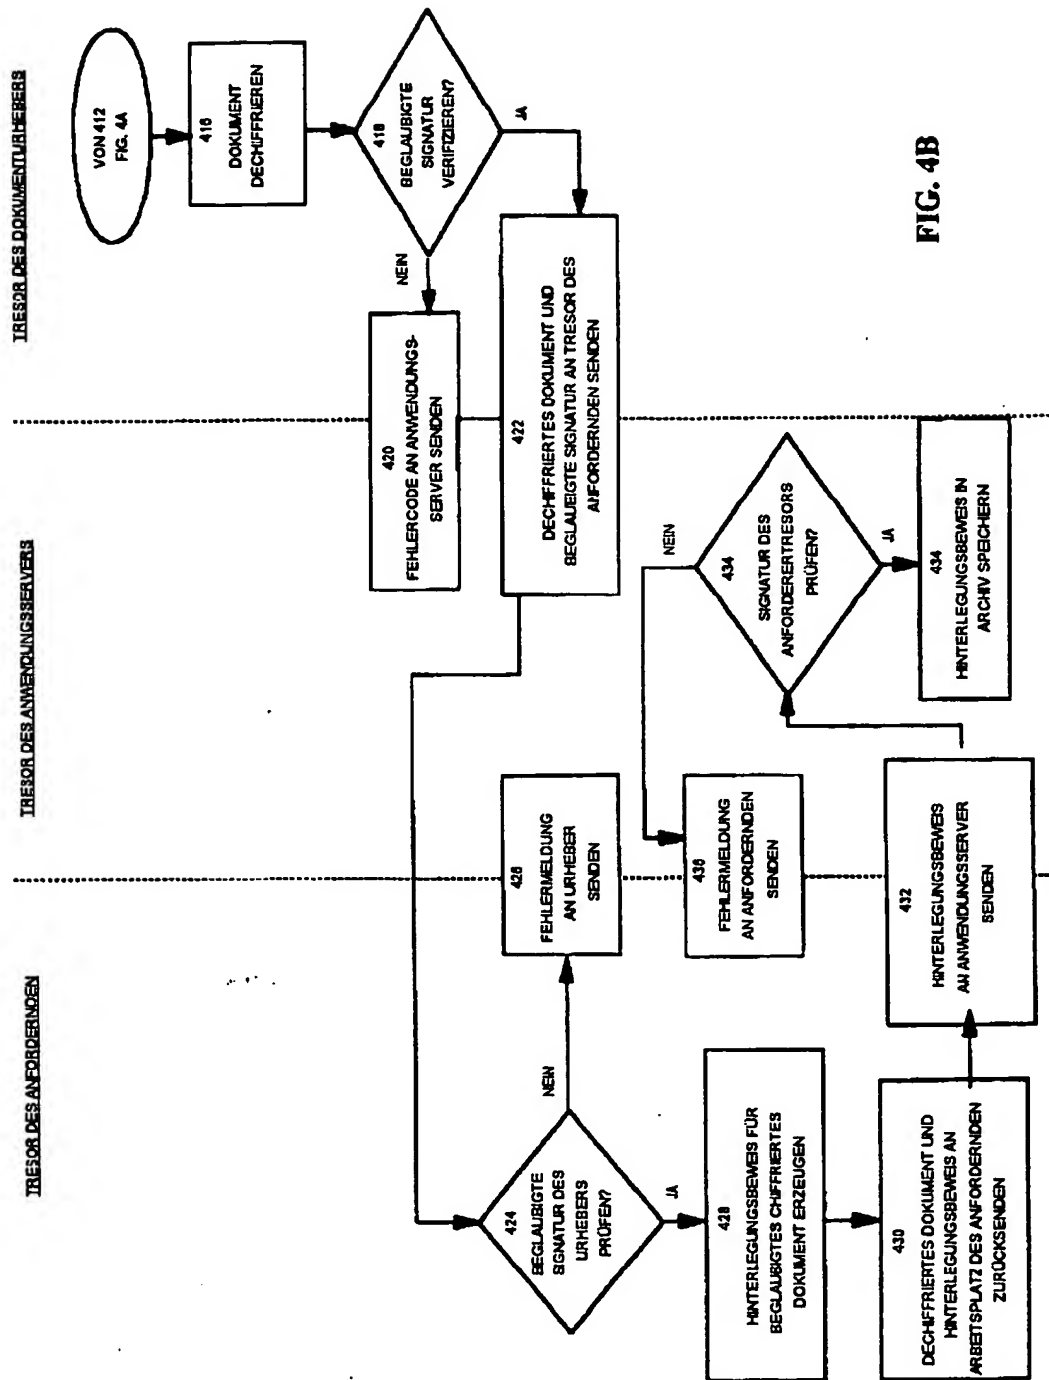 TRESOR DES ANFORDERNDEN
TRESOR DES ANWENDUNGSSERVERS
TRESOR DES DOKUMENTURHEBERS
VON 412
FIG. 4A
416
DOKUMENT
DECHIFFRIEREN
418
BEGLAUBIGTE
SIGNATUR
VERIFIZIEREN?
NEIN
JA
420
FEHLERCODE AN ANWENDUNGS-
SERVER SENDEN
422
DECHIFFRIERTES DOKUMENT UND
BEGLAUEIGTE SIGNATUR AN TRESOR DES
ANFORDERNDEN SENDEN
424
BEGLAUBIGTE
SIGNATUR DES
URHEBERS
PRÜFEN?
NEIN
JA
426
FEHLERMELDUNG
AN URHEBER
SENDEN
428
HINTERLEGUNGSBEWEIS FÜR
BEGLAUBIGTES CHIFFRIERTES
DOKUMENT ERZEUGEN
430
DECHIFFRIERTES DOKUMENT UND
HINTERLEGUNGSBEWEIS AN
ARBEITSPLATZ DES ANFORDERNDEN
ZURÜCKSENDEN
432
HINTERLEGUNGSBEWEIS
AN ANWENDUNGSSERVER
SENDEN
434
SIGNATUR DES
ANFORDERERTRESORS
PRÜFEN?
NEIN
JA
436
FEHLERMELDUNG
AN ANFORDERNDEN
SENDEN
434
HINTERLEGUNGSBEWEIS IN
ARCHIV SPEICHERN
FIG. 4B